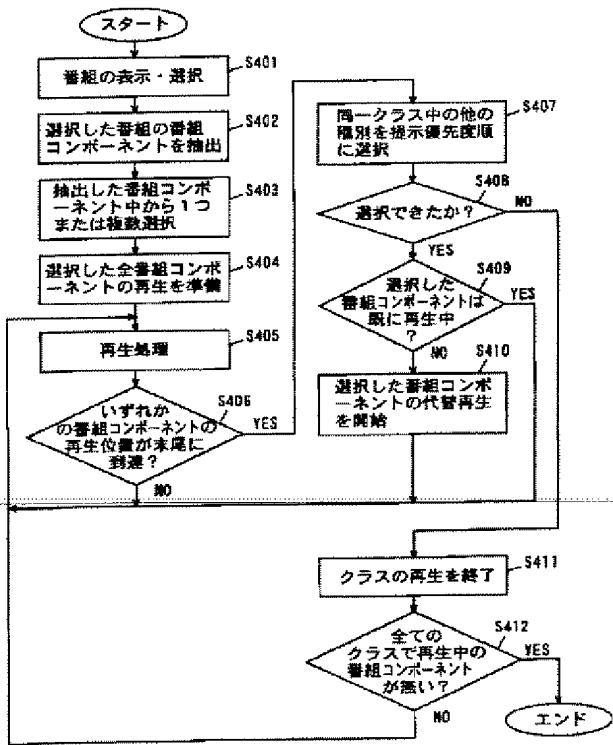 スタート
番組の表示・選択
S401
選択した番組の番組
コンポーネントを抽出
S402
抽出した番組コンポ
ーネント中から1つ
または複数選択
S403
選択した全番組コンポ
ーネントの再生を準備
S404
再生処理
S405
いずれか
の番組コンポーネントの
再生位置が末尾に
到達?
S406
YES
NO
同一クラス中の他の
種別を提示優先度順
に選択
S407
選択できたか?
S408
NO
YES
選択した
番組コンポーネントは
既に再生中
?
S409
YES
NO
選択した番組コンポ
ーネントの代替再生
を開始
S410
クラスの再生を終了
S411
全ての
クラスで再生中の
番組コンポーネント
が無い?
S412
YES
NO
エンド